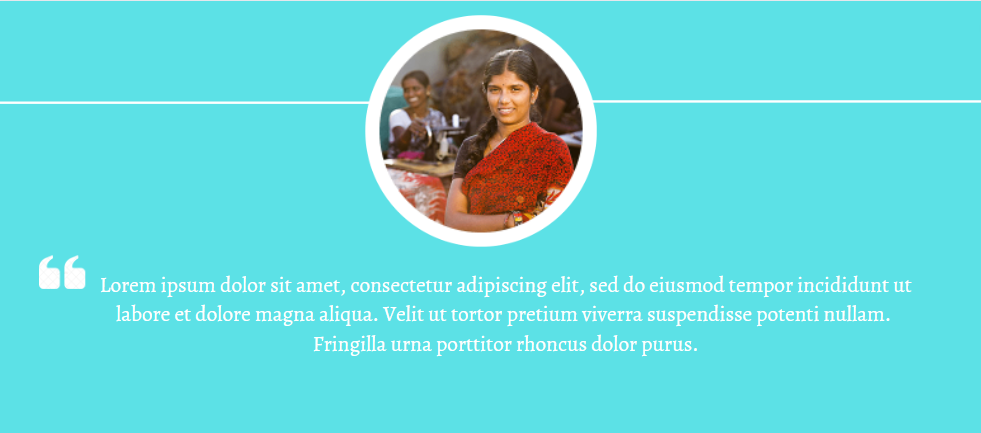 “ Lorem ipsum dolor sit amet, consectetur adipiscing elit, sed do eiusmod tempor incididunt ut
labore et dolore magna aliqua. Velit ut tortor pretium viverra suspendisse potenti nullam.
Fringilla urna porttitor rhoncus dolor purus.